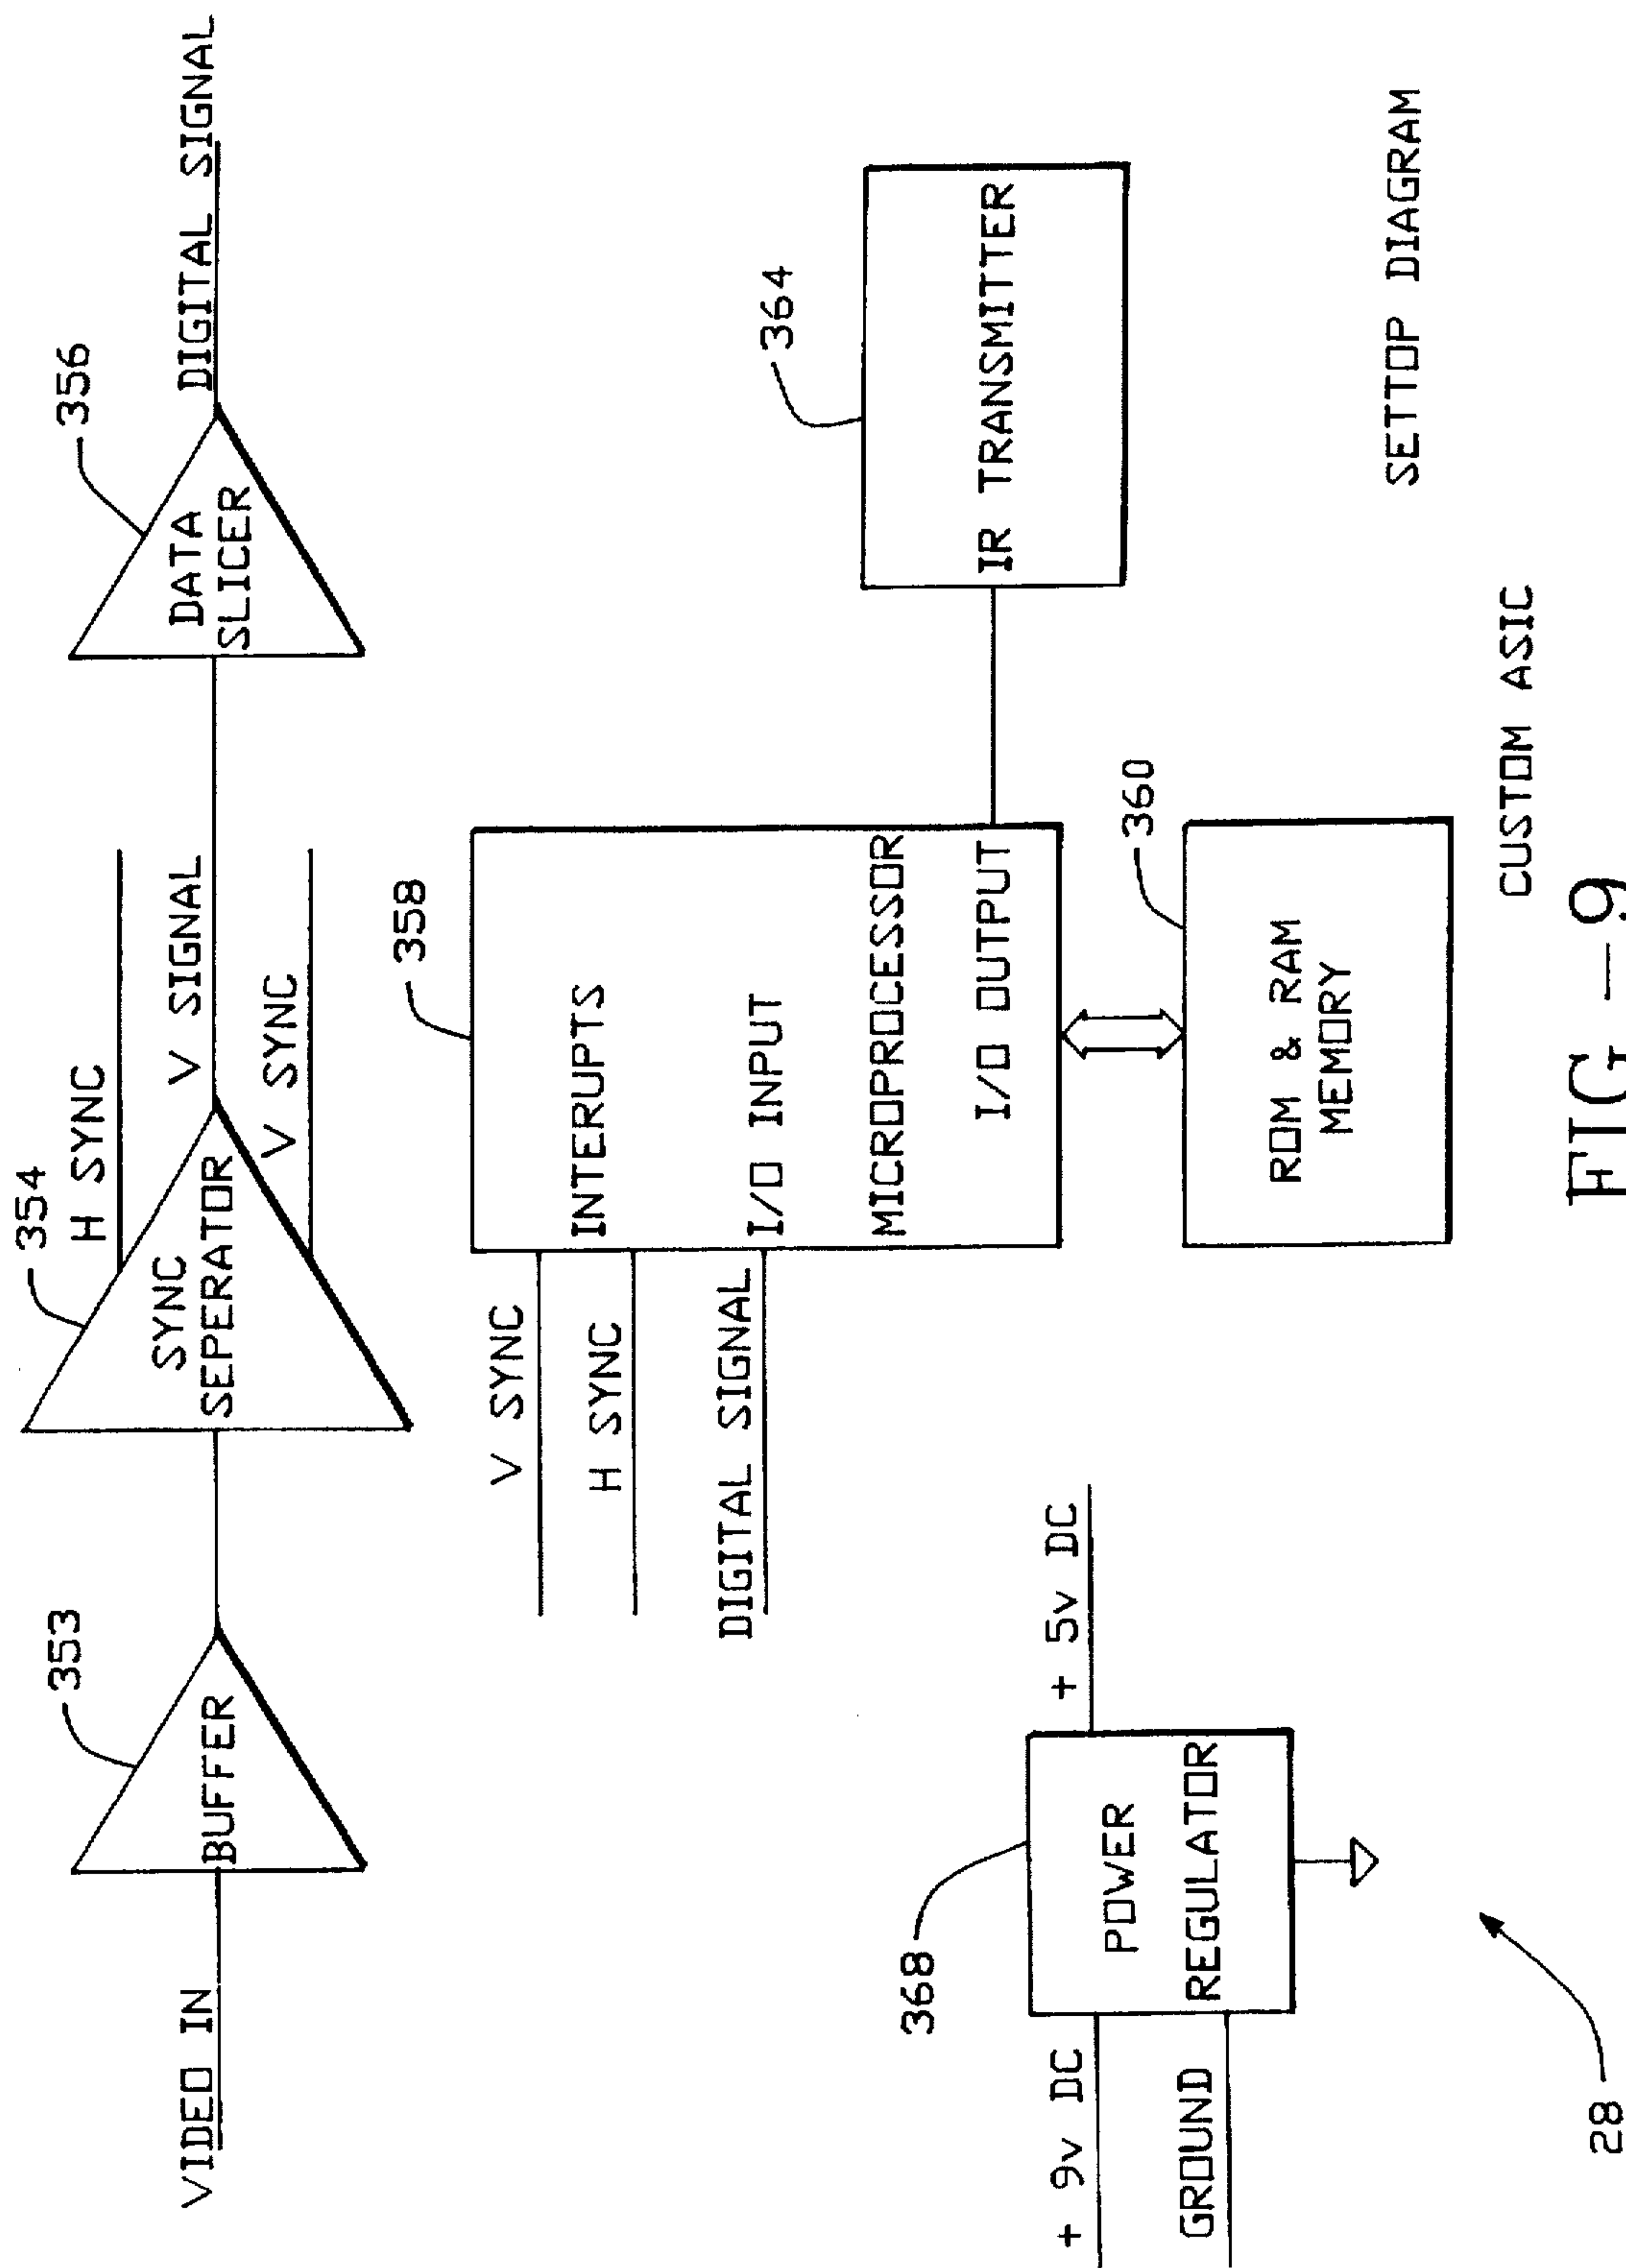 VIDEO IN
353
BUFFER
354
SYNC
SEPERATOR
H SYNC
V SIGNAL
V SYNC
356
DATA
SLICER
DIGITAL SIGNAL
358
V SYNC
H SYNC
DIGITAL SIGNAL
INTERUPTS
I/O INPUT
MICROPROCESSOR
I/O OUTPUT
364
IR TRANSMITTER
360
ROM & RAM
MEMORY
368
+ 9v DC
GROUND
POWER
REGULATOR
+ 5v DC
SETTOP DIAGRAM
CUSTOM ASIC
28
FIG - 9